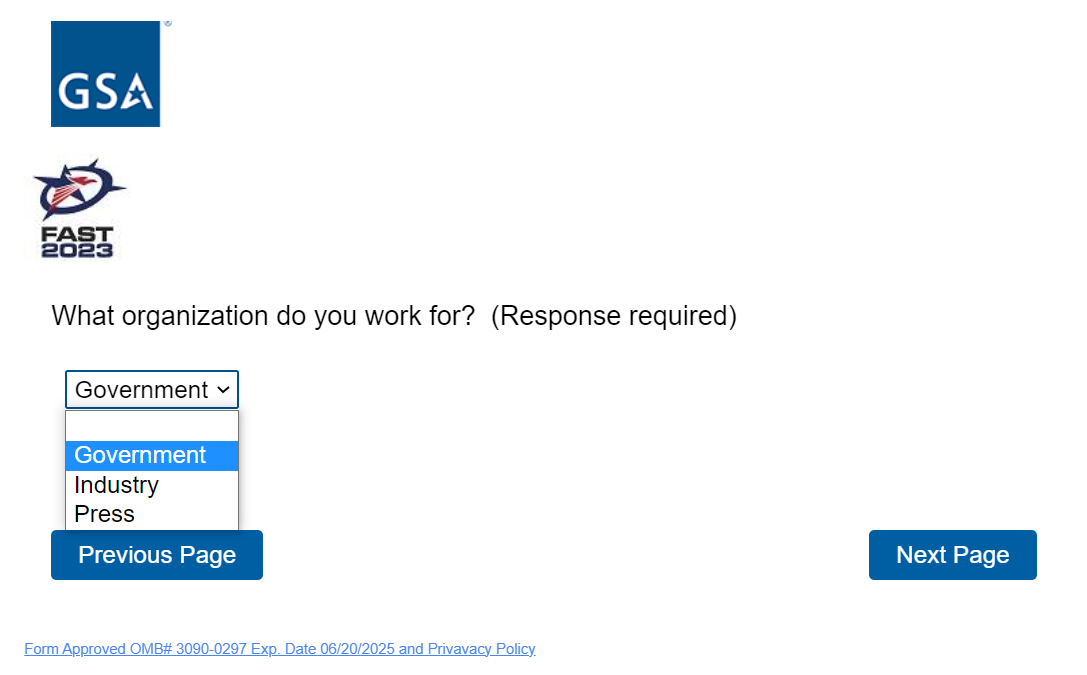 GSA
FAST
2023
What organization do you work for?  (Response required)
Government
Government
Industry
Press
Previous Page
Next Page
Form Approved OMB# 3090-0297 Exp. Date 06/20/2025 and Privavacy Policy